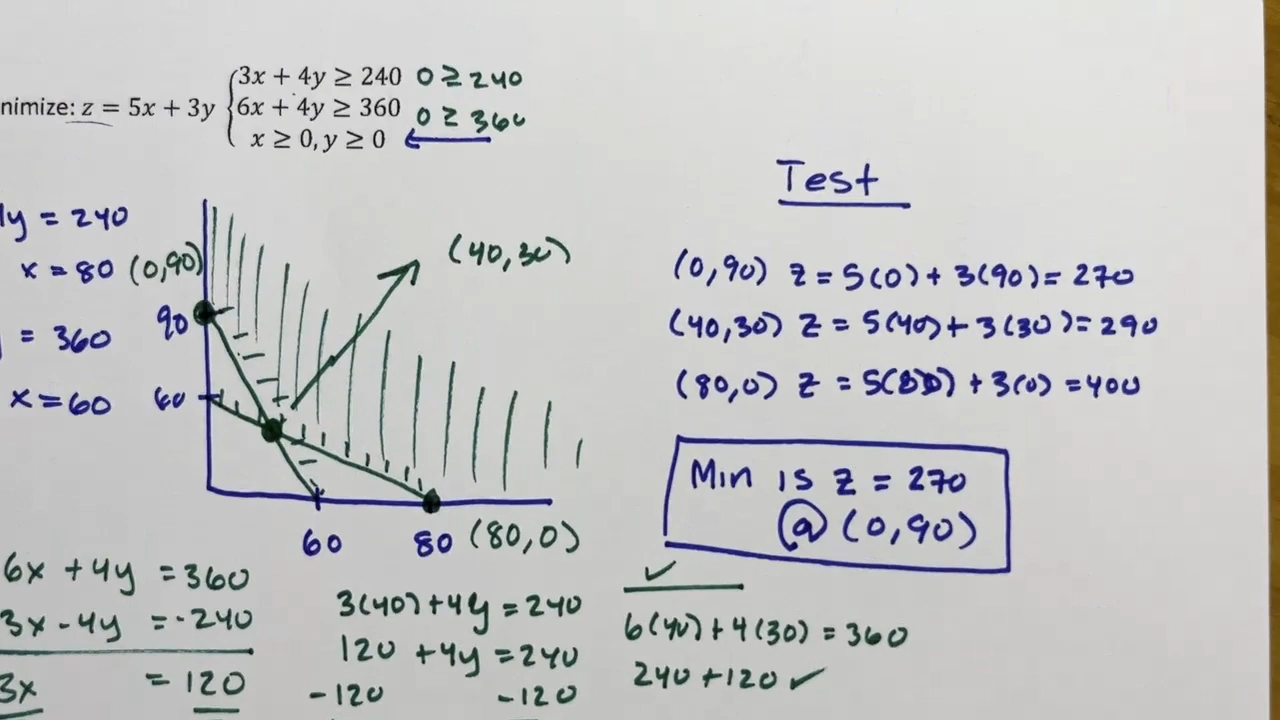 3x + 4y ≥ 240 0 ≥ 240
nimize: z = 5x + 3y 6x + 4y ≥ 360 0 ≥ 360
x ≥ 0, y ≥ 0
Test
y = 240
x = 80 (0,90)
(40,30)
(0,90) z = 5(0) + 3(90) = 270
90
= 360
(40,30) z = 5(40) + 3(30) = 290
x = 60
60
(80,0) z = 5(80) + 3(0) = 400
Min is z = 270
@ (0,90)
60 80 (80,0)
6x + 4y = 360
3x - 4y = -240
3x = 120
3(40) + 4y = 240
120 + 4y = 240
-120 -120
✓
6(40) + 4(30) = 360
240 + 120 ✓